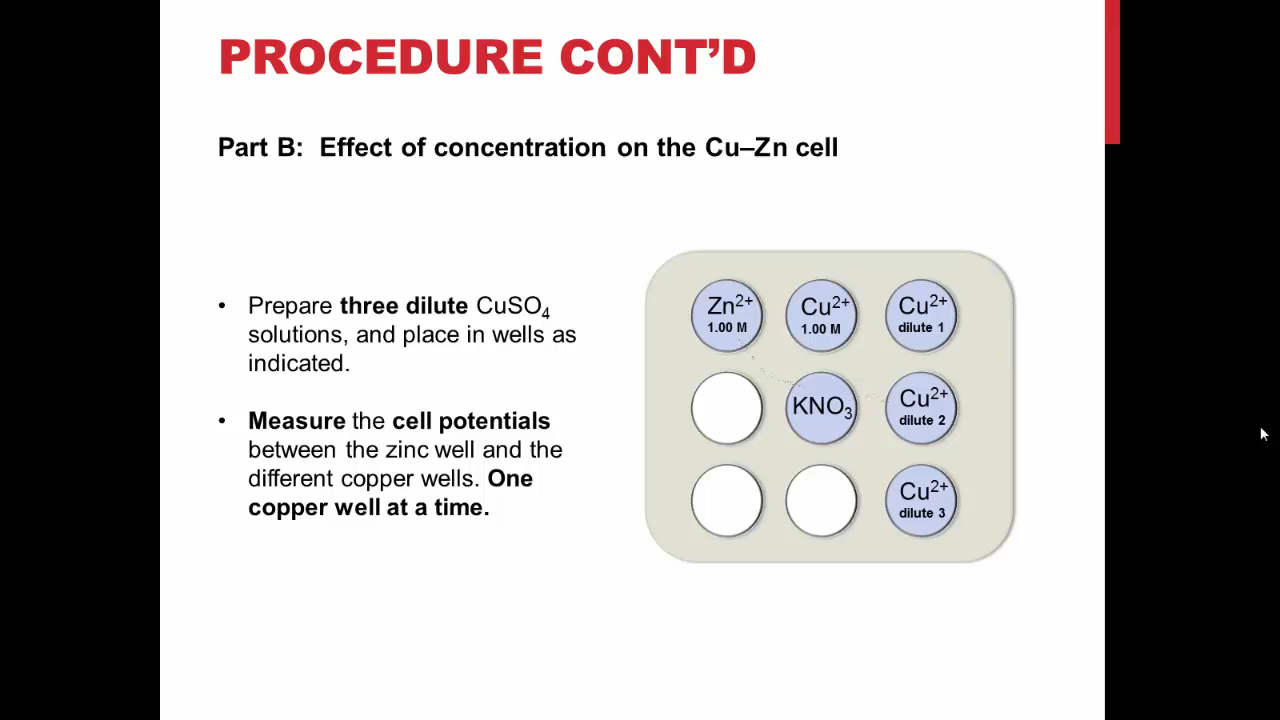 PROCEDURE CONT’D
Part B:  Effect of concentration on the Cu–Zn cell
• Prepare three dilute CuSO₄
solutions, and place in wells as
indicated.
• Measure the cell potentials
between the zinc well and the
different copper wells. One
copper well at a time.
Zn²⁺
1.00 M
Cu²⁺
1.00 M
Cu²⁺
dilute 1
KNO₃
Cu²⁺
dilute 2
Cu²⁺
dilute 3